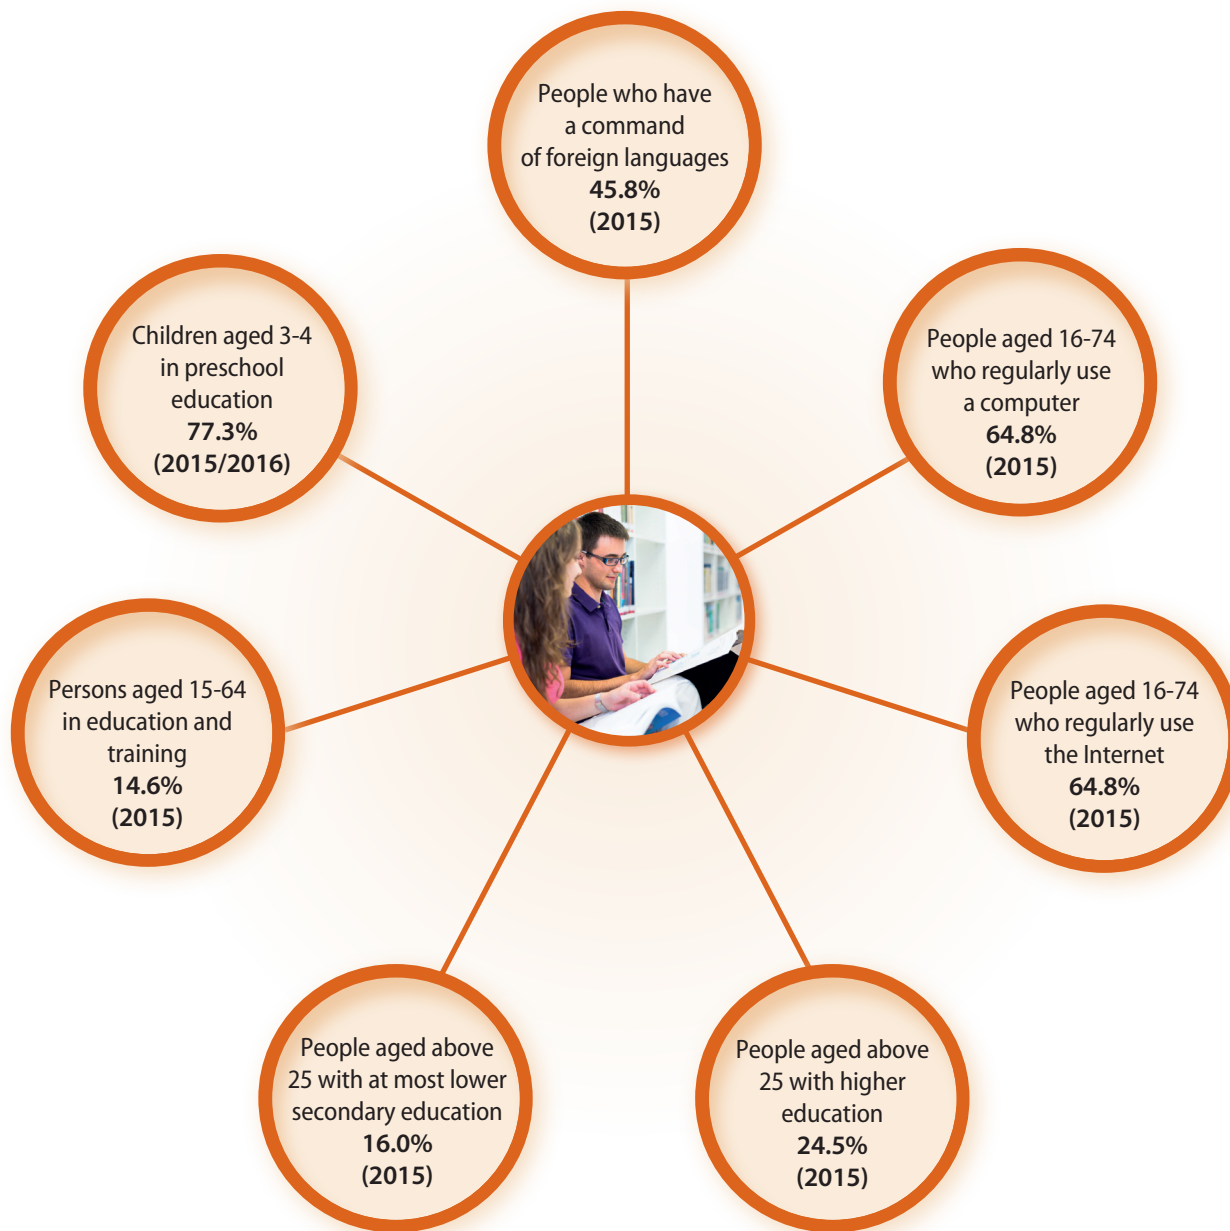 People who have
a command
of foreign languages
45.8%
(2015)
People aged 16-74
who regularly use
a computer
64.8%
(2015)
People aged 16-74
who regularly use
the Internet
64.8%
(2015)
People aged above
25 with higher
education
24.5%
(2015)
People aged above
25 with at most lower
secondary education
16.0%
(2015)
Persons aged 15-64
in education and
training
14.6%
(2015)
Children aged 3-4
in preschool
education
77.3%
(2015/2016)